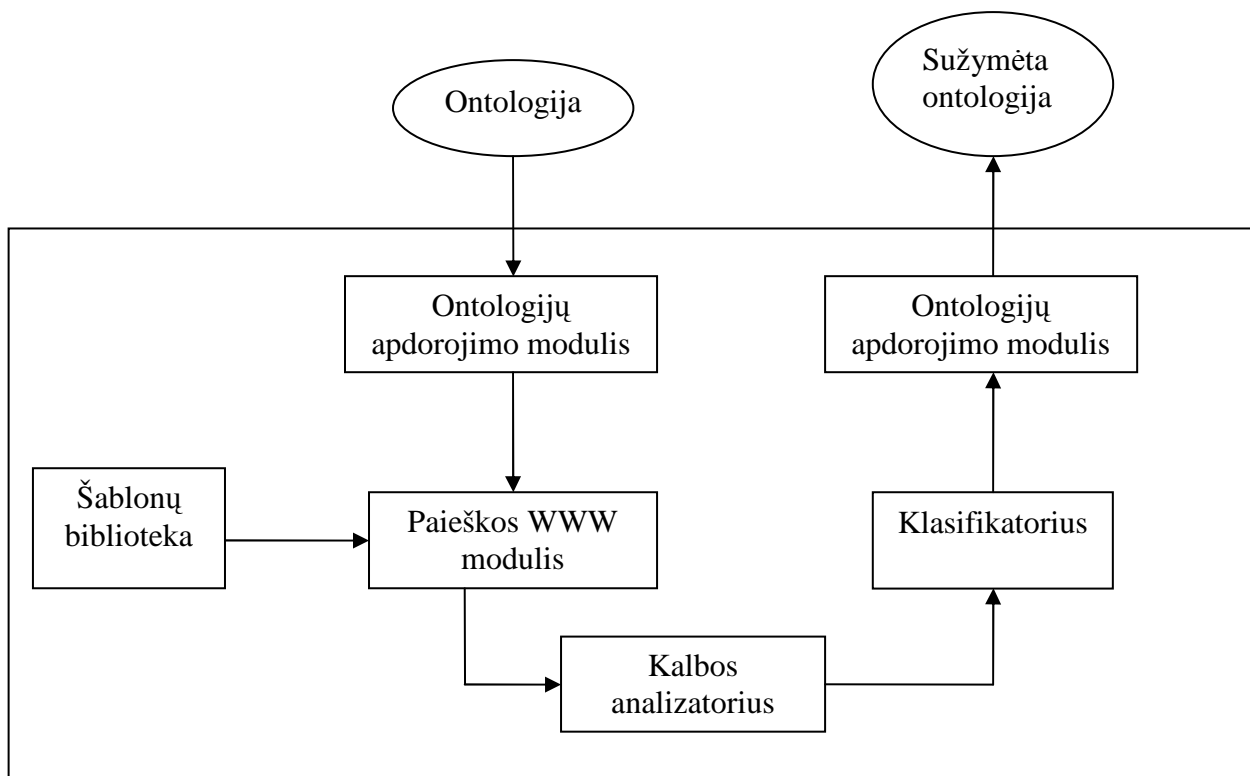 Ontologija
Sužymėta
ontologija
Ontologijų
apdorojimo modulis
Ontologijų
apdorojimo modulis
Šablonų
biblioteka
Paieškos WWW
modulis
Klasifikatorius
Kalbos
analizatorius